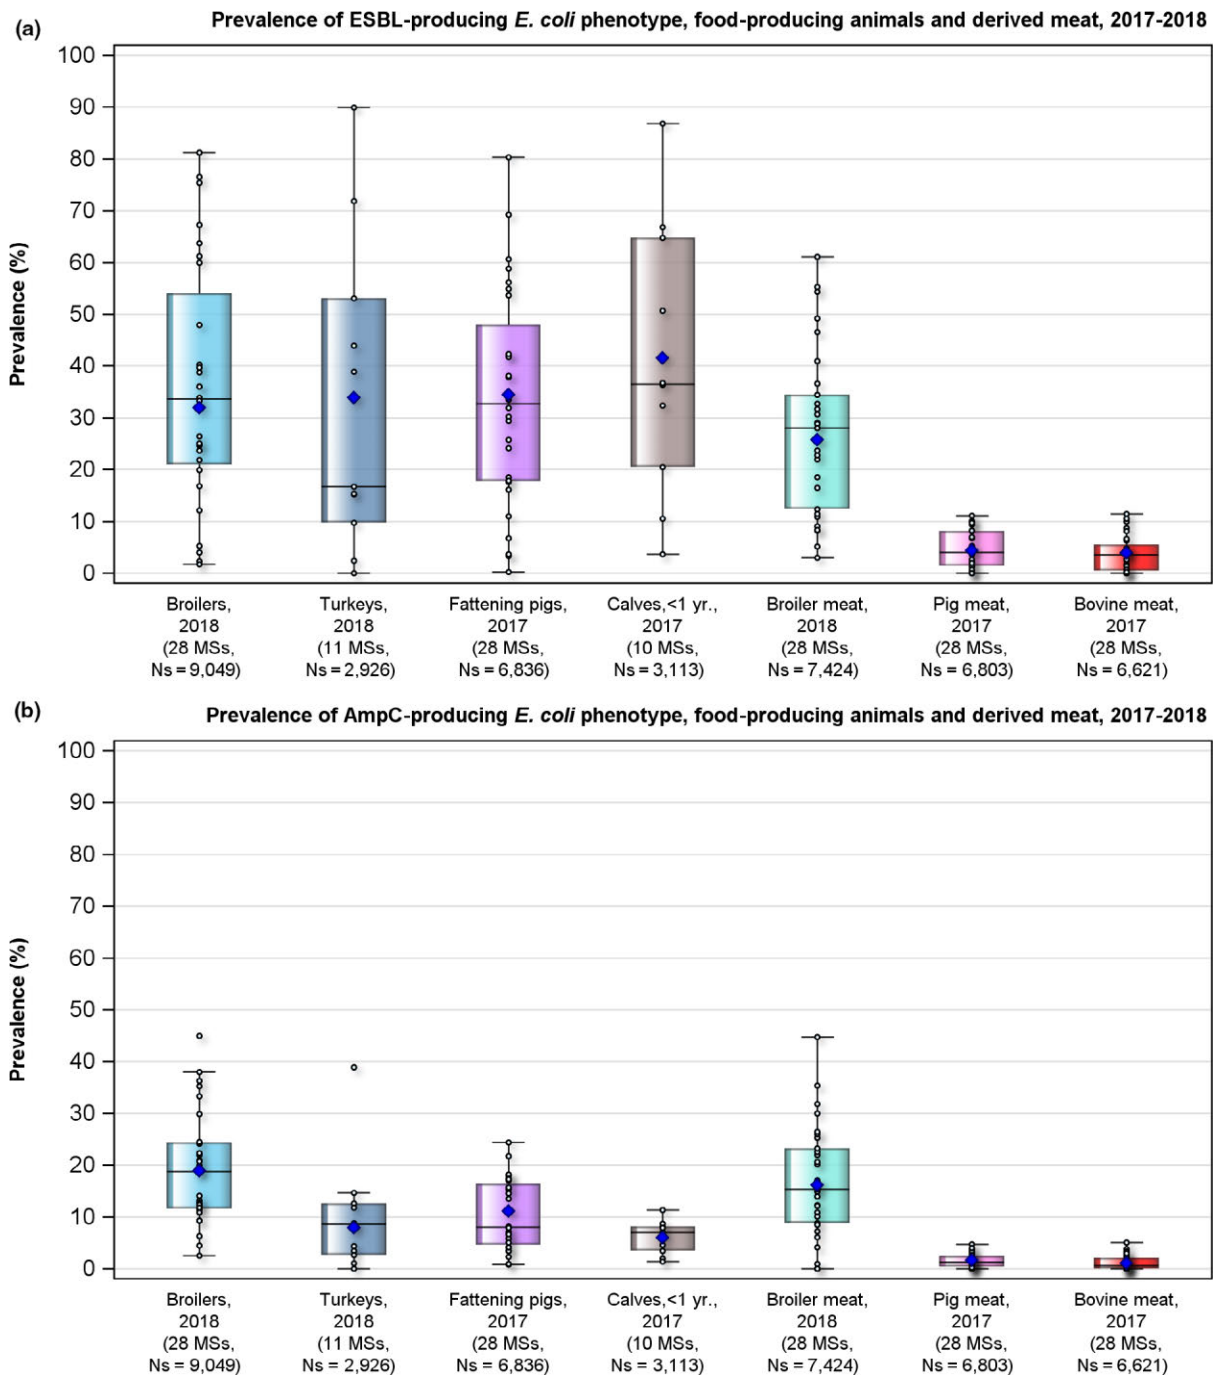 (a)
Prevalence of ESBL-producing E. coli phenotype, food-producing animals and derived meat, 2017-2018
Prevalence (%)
100
90
80
70
60
50
40
30
20
10
0
Broilers,
2018
(28 MSs,
Ns = 9,049)
Turkeys,
2018
(11 MSs,
Ns = 2,926)
Fattening pigs,
2017
(28 MSs,
Ns = 6,836)
Calves,<1 yr.,
2017
(10 MSs,
Ns = 3,113)
Broiler meat,
2018
(28 MSs,
Ns = 7,424)
Pig meat,
2017
(28 MSs,
Ns = 6,803)
Bovine meat,
2017
(28 MSs,
Ns = 6,621)
(b)
Prevalence of AmpC-producing E. coli phenotype, food-producing animals and derived meat, 2017-2018
Prevalence (%)
100
90
80
70
60
50
40
30
20
10
0
Broilers,
2018
(28 MSs,
Ns = 9,049)
Turkeys,
2018
(11 MSs,
Ns = 2,926)
Fattening pigs,
2017
(28 MSs,
Ns = 6,836)
Calves,<1 yr.,
2017
(10 MSs,
Ns = 3,113)
Broiler meat,
2018
(28 MSs,
Ns = 7,424)
Pig meat,
2017
(28 MSs,
Ns = 6,803)
Bovine meat,
2017
(28 MSs,
Ns = 6,621)